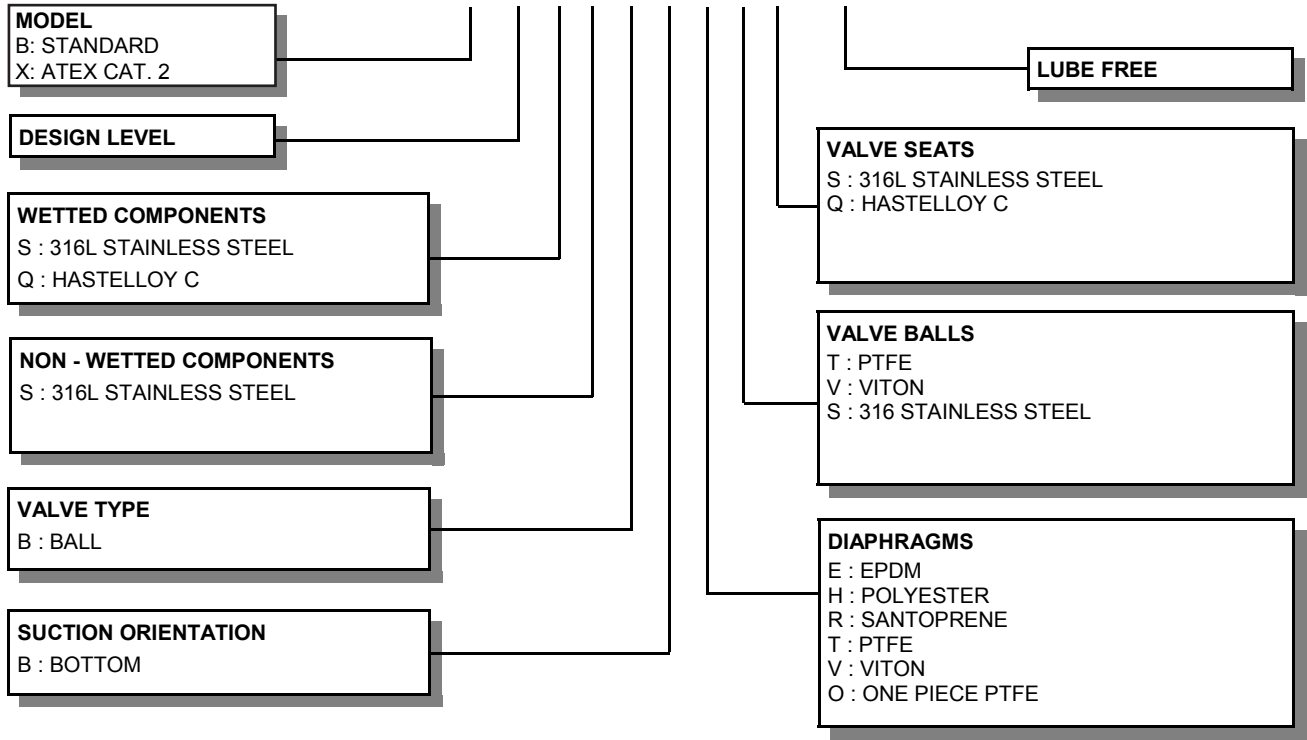 MODEL
B: STANDARD
X: ATEX CAT. 2
DESIGN LEVEL
WETTED COMPONENTS
S : 316L STAINLESS STEEL
Q : HASTELLOY C
NON - WETTED COMPONENTS
S : 316L STAINLESS STEEL
VALVE TYPE
B : BALL
SUCTION ORIENTATION
B : BOTTOM
LUBE FREE
VALVE SEATS
S : 316L STAINLESS STEEL
Q : HASTELLOY C
VALVE BALLS
T : PTFE
V : VITON
S : 316 STAINLESS STEEL
DIAPHRAGMS
E : EPDM
H : POLYESTER
R : SANTOPRENE
T : PTFE
V : VITON
O : ONE PIECE PTFE